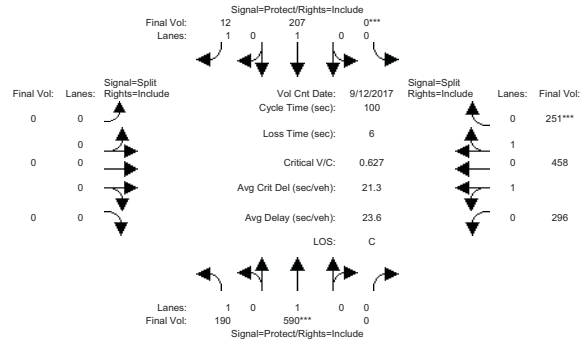 Signal=Protect/Rights=Include
Final Vol: 12 207 0***
Lanes: 1 0 1 0 0
Signal=Split
Final Vol: Lanes: Rights=Include
Vol Cnt Date: 9/12/2017
Signal=Split
Rights=Include Lanes: Final Vol:
Cycle Time (sec): 100
0 0
0 251***
Loss Time (sec): 6
0
1
0 0
Critical V/C: 0.627
0 458
0
Avg Crit Del (sec/veh): 21.3
1
0 0
Avg Delay (sec/veh): 23.6
0 296
LOS: C
Lanes: 1 0 1 0 0
Final Vol: 190 590*** 0
Signal=Protect/Rights=Include